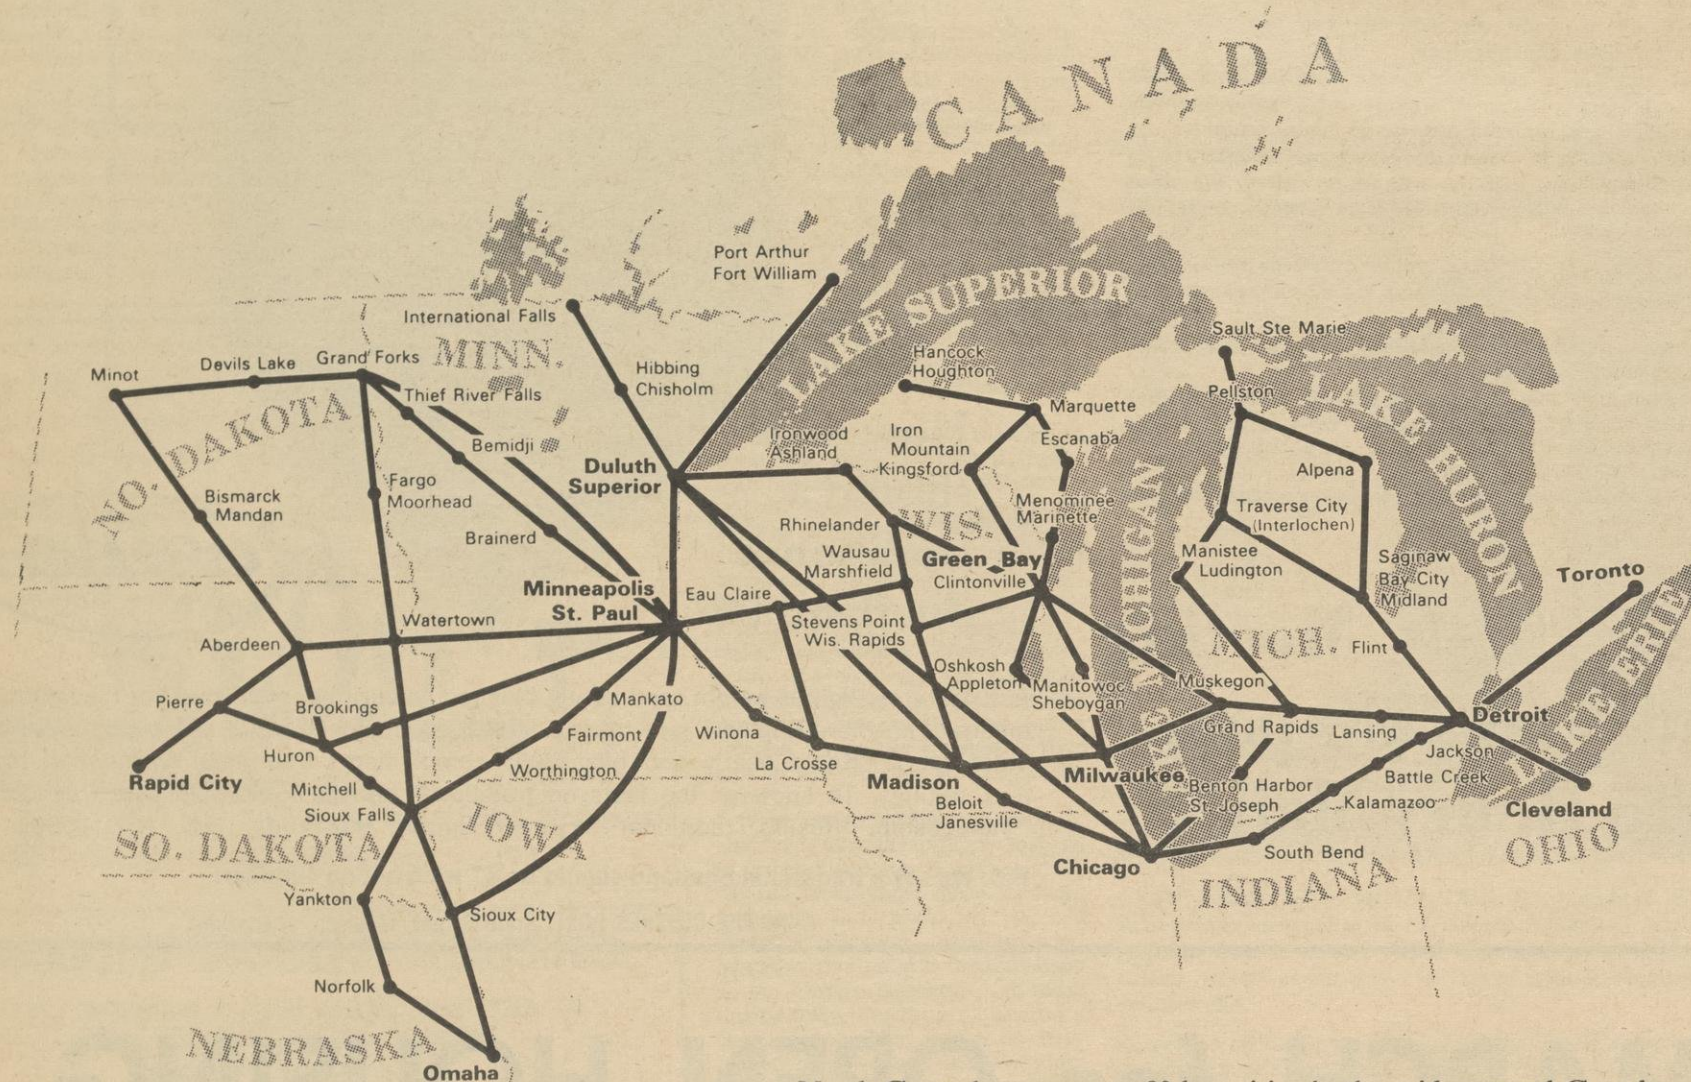 CANADA
Port Arthur
Fort William
LAKE SUPERIOR
International Falls
MINN.
Sault Ste Marie
Hancock
Houghton
Devils Lake
Grand Forks
Minot
Hibbing
Chisholm
Thief River Falls
Pellston
LAKE HURON
Marquette
NO. DAKOTA
Bemidji
Ironwood
Ashland
Iron
Mountain
Kingsford
Escanaba
Duluth
Superior
Alpena
Fargo
Moorhead
Bismarck
Mandan
Menominee
Marinette
Traverse City
(Interlochen)
Rhinelander
WIS.
Brainerd
LAKE MICHIGAN
Wausau
Marshfield
Green Bay
Clintonville
Manistee
Ludington
Saginaw
Bay City
Midland
Toronto
Minneapolis
St. Paul
Eau Claire
Stevens Point
Wis. Rapids
Watertown
Aberdeen
MICH.
Flint
LAKE ERIE
Oshkosh
Appleton
Manitowoc
Sheboygan
Muskegon
Pierre
Brookings
Mankato
Fairmont
Winona
Grand Rapids
Lansing
Detroit
Huron
La Crosse
Jackson
Worthington
Rapid City
Mitchell
Madison
Milwaukee
Battle Creek
Benton Harbor
St. Joseph
Kalamazoo
Cleveland
Beloit
Janesville
Sioux Falls
SO. DAKOTA
IOWA
Chicago
South Bend
OHIO
INDIANA
Yankton
Sioux City
Norfolk
NEBRASKA
Omaha